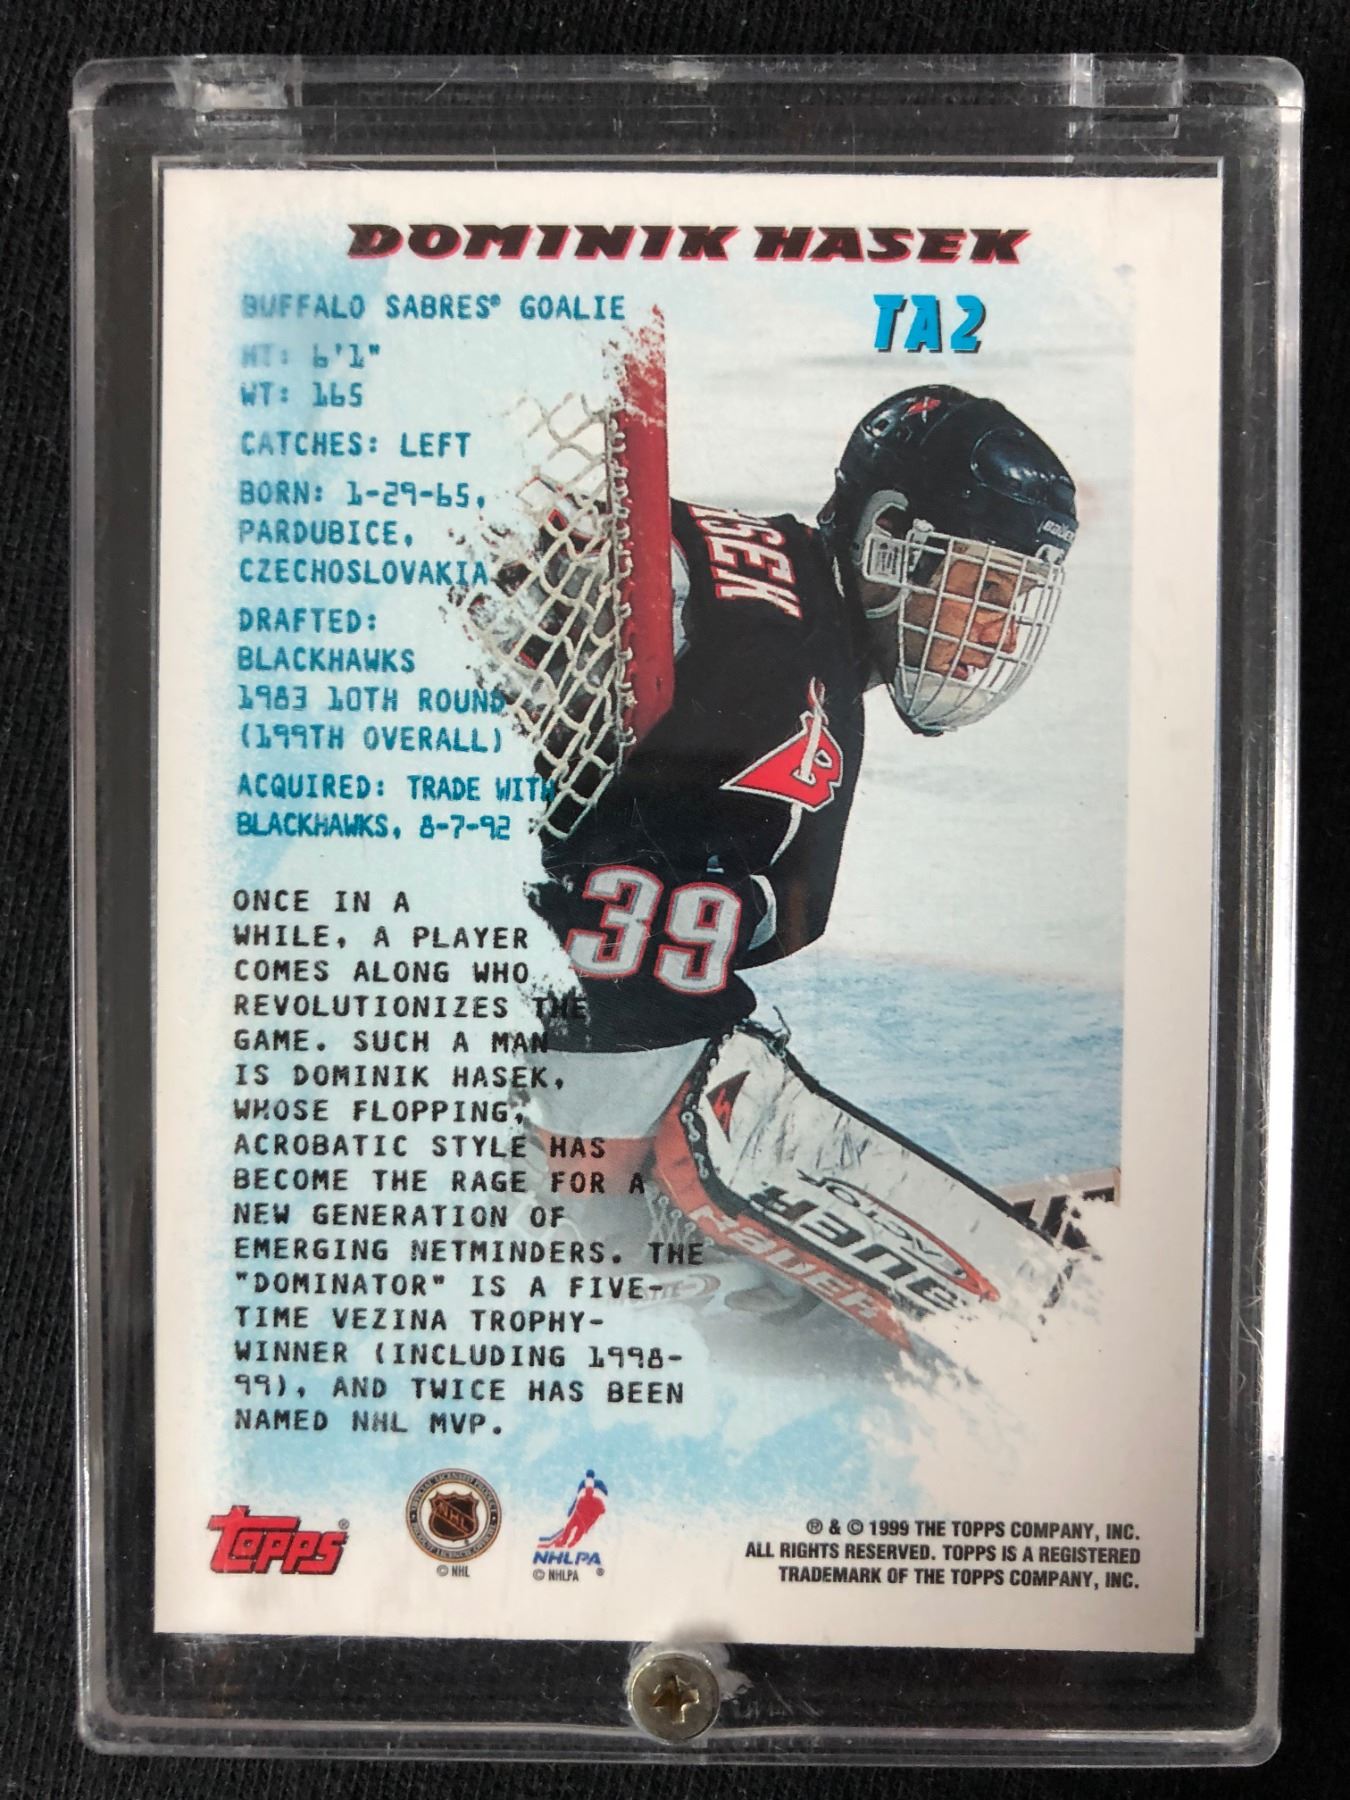 DOMINIK HASEK
BUFFALO SABRES® GOALIE
TA2
HT: 6'1"
WT: 165
CATCHES: LEFT
BORN: 1-29-65,
PARDUBICE,
CZECHOSLOVAKIA
DRAFTED:
BLACKHAWKS
1983 10TH ROUND
(199TH OVERALL)
ACQUIRED: TRADE WITH
BLACKHAWKS, 8-7-92
ONCE IN A
WHILE, A PLAYER
COMES ALONG WHO
REVOLUTIONIZES THE
GAME. SUCH A MAN
IS DOMINIK HASEK,
WHOSE FLOPPING,
ACROBATIC STYLE HAS
BECOME THE RAGE FOR A
NEW GENERATION OF
EMERGING NETMINDERS. THE
"DOMINATOR" IS A FIVE-
TIME VEZINA TROPHY-
WINNER (INCLUDING 1998-
99), AND TWICE HAS BEEN
NAMED NHL MVP.
BAUER
39
BAUER
BAUER
TOPPS®
NHL
© NHL
NHLPA
© NHLPA ®
® & © 1999 THE TOPPS COMPANY, INC.
ALL RIGHTS RESERVED. TOPPS IS A REGISTERED
TRADEMARK OF THE TOPPS COMPANY, INC.